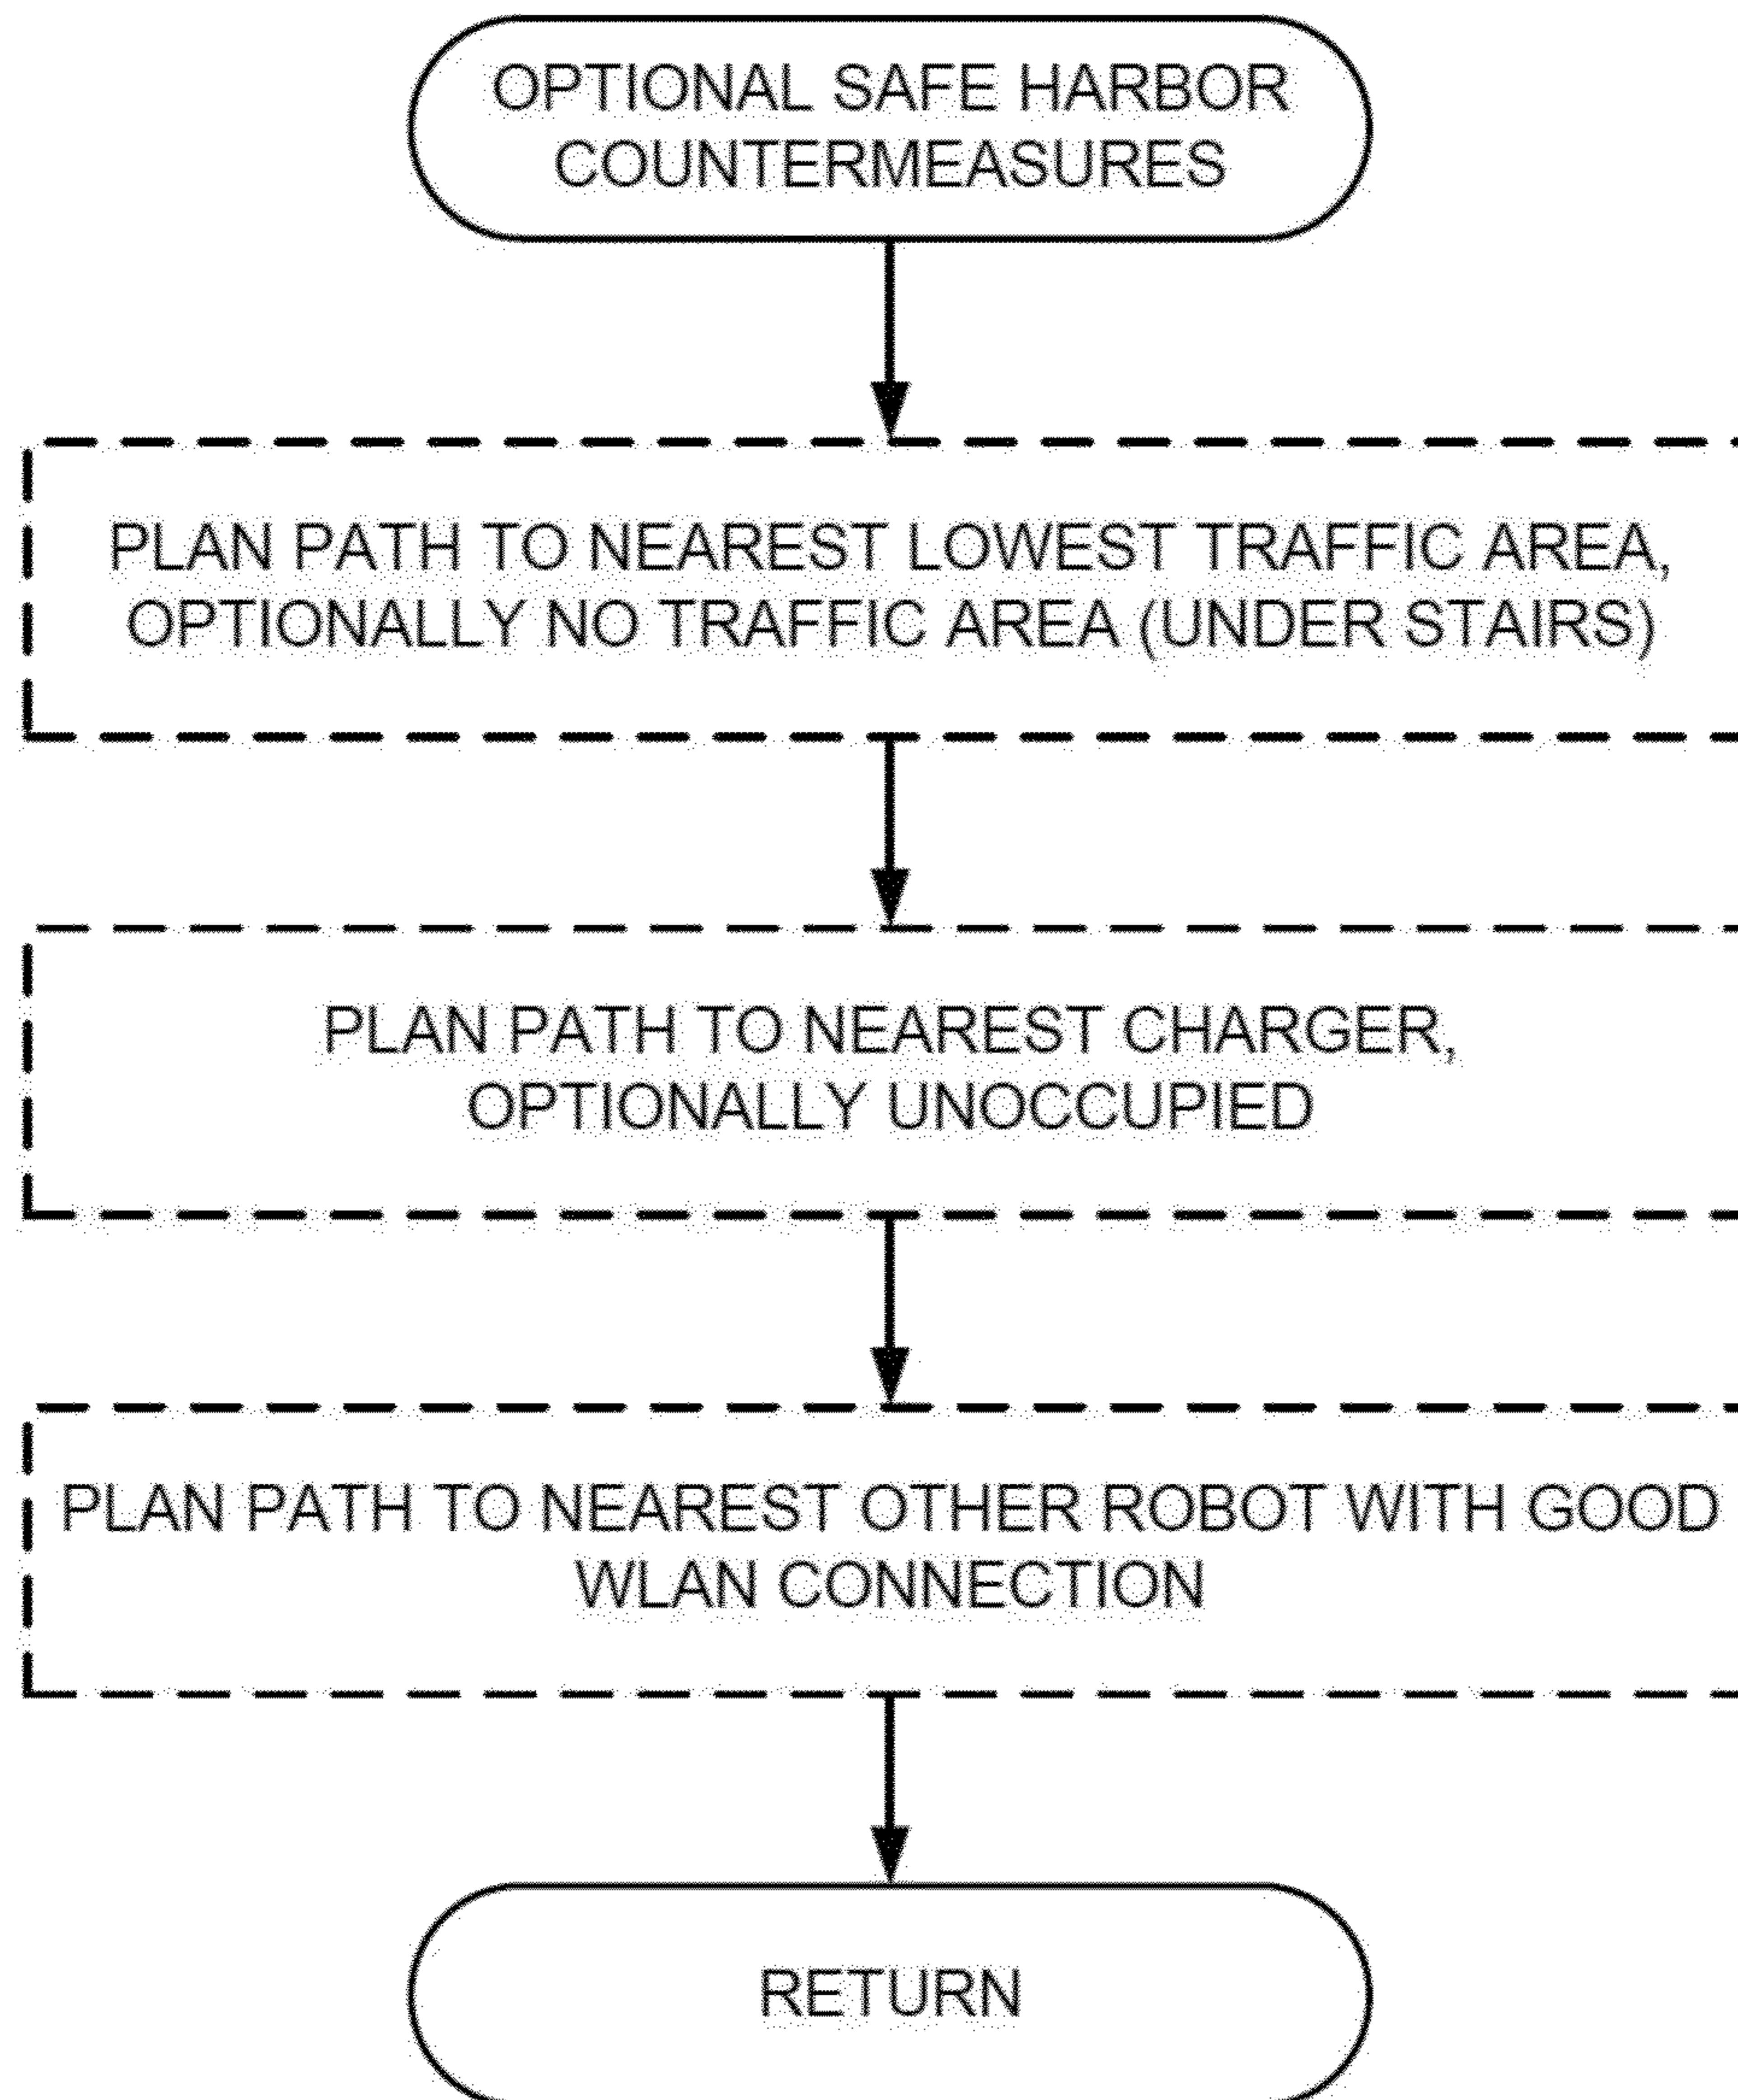 OPTIONAL SAFE HARBOR
COUNTERMEASURES
PLAN PATH TO NEAREST LOWEST TRAFFIC AREA,
OPTIONALLY NO TRAFFIC AREA (UNDER STAIRS)
PLAN PATH TO NEAREST CHARGER,
OPTIONALLY UNOCCUPIED
PLAN PATH TO NEAREST OTHER ROBOT WITH GOOD
WLAN CONNECTION
RETURN